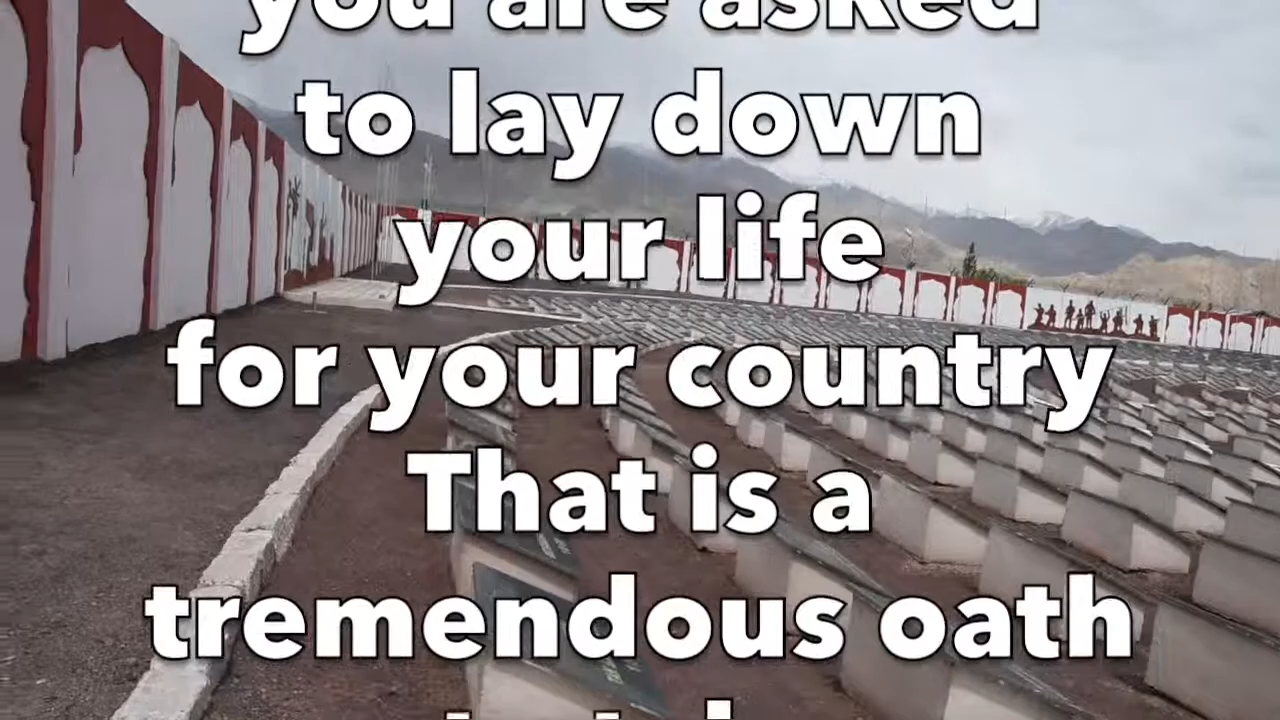 you are asked
to lay down
your life
for your country
That is a
tremendous oath